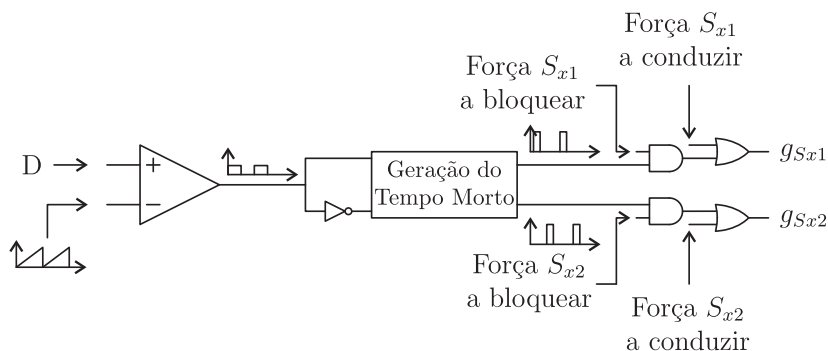 Força S_{x1}
a conduzir
Força S_{x1}
a bloquear
D
+
−
Geração do
Tempo Morto
g_{Sx1}
g_{Sx2}
Força S_{x2}
a bloquear
Força S_{x2}
a conduzir